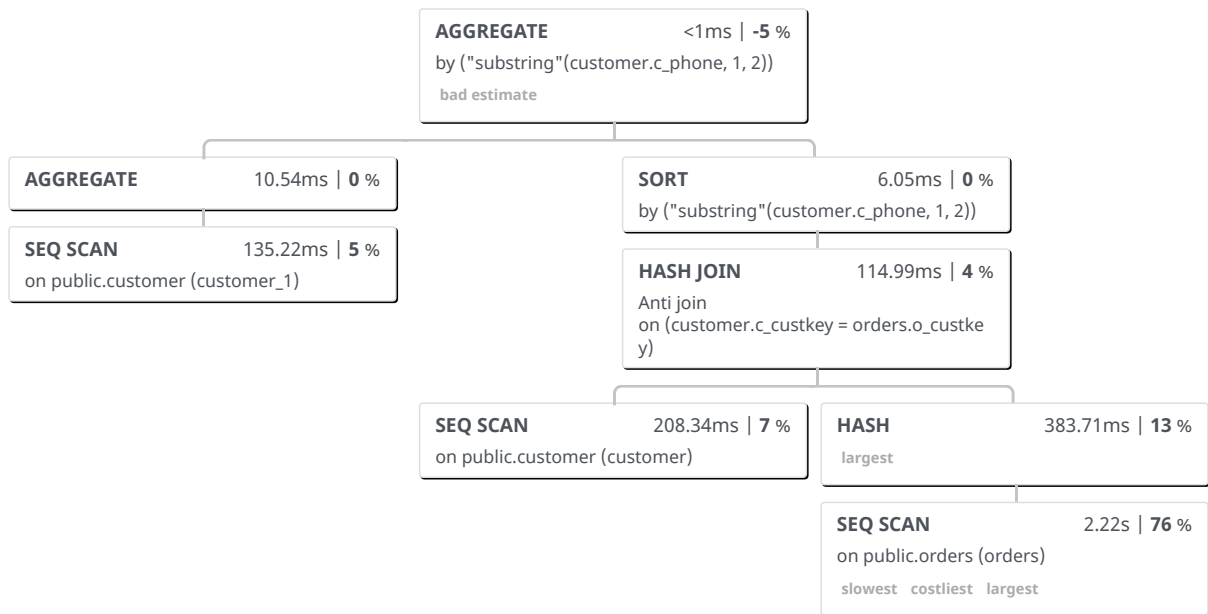 AGGREGATE <1ms | -5 %
by ("substring"(customer.c_phone, 1, 2))
bad estimate
AGGREGATE 10.54ms | 0 %
SORT 6.05ms | 0 %
by ("substring"(customer.c_phone, 1, 2))
SEQ SCAN 135.22ms | 5 %
on public.customer (customer_1)
HASH JOIN 114.99ms | 4 %
Anti join
on (customer.c_custkey = orders.o_custke
y)
SEQ SCAN 208.34ms | 7 %
on public.customer (customer)
HASH 383.71ms | 13 %
largest
SEQ SCAN 2.22s | 76 %
on public.orders (orders)
slowest costliest largest